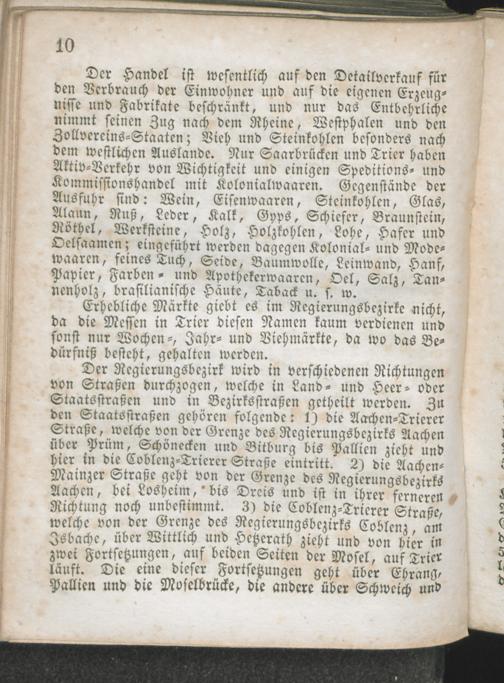 10
Der Handel ist wesentlich auf den Detailverkauf für
den Verbrauch der Einwohner und auf die eigenen Erzeug-
nisse und Fabrikate beschränkt, und nur das Entbehrliche
nimmt seinen Zug nach dem Rheine, Westphalen und den
Zollvereins-Staaten; Vieh und Steinkohlen besonders nach
dem westlichen Auslande. Nur Saarbrücken und Trier haben
Aktiv-Verkehr von Wichtigkeit und einigen Speditions- und
Kommissionshandel mit Kolonialwaaren. Gegenstände der
Ausfuhr sind: Wein, Eisenwaaren, Steinkohlen, Glas,
Alaun, Ruß, Leder, Kalk, Gyps, Schiefer, Braunstein,
Röthel, Werksteine, Holz, Holzkohlen, Lohe, Hafer und
Oelsaamen; eingeführt werden dagegen Kolonial- und Mode-
waaren, feines Tuch, Seide, Baumwolle, Leinwand, Hanf,
Papier, Farben- und Apothekerwaaren, Oel, Salz, Tan-
nenholz, brasilianische Häute, Taback u. s. w.
Erhebliche Märkte giebt es im Regierungsbezirke nicht,
da die Messen in Trier diesen Namen kaum verdienen und
sonst nur Wochen-, Jahr- und Viehmärkte, da wo das Be-
dürfniß besteht, gehalten werden.
Der Regierungsbezirk wird in verschiedenen Richtungen
von Straßen durchzogen, welche in Land- und Heer- oder
Staatsstraßen und in Bezirksstraßen getheilt werden. Zu
den Staatsstraßen gehören folgende: 1) die Aachen-Trierer
Straße, welche von der Grenze des Regierungsbezirks Aachen
über Prüm, Schönecken und Bitburg bis Pallien zieht und
hier in die Coblenz-Trierer Straße eintritt. 2) die Aachen-
Mainzer Straße geht von der Grenze des Regierungsbezirks
Aachen, bei Losheim, bis Dreis und ist in ihrer ferneren
Richtung noch unbestimmt. 3) die Coblenz-Trierer Straße,
welche von der Grenze des Regierungsbezirks Coblenz, am
Isbache, über Wittlich und Hetzerath zieht und von hier in
zwei Fortsetzungen, auf beiden Seiten der Mosel, auf Trier
läuft. Die eine dieser Fortsetzungen geht über Ehrang,
Pallien und die Moselbrücke, die andere über Schweich und